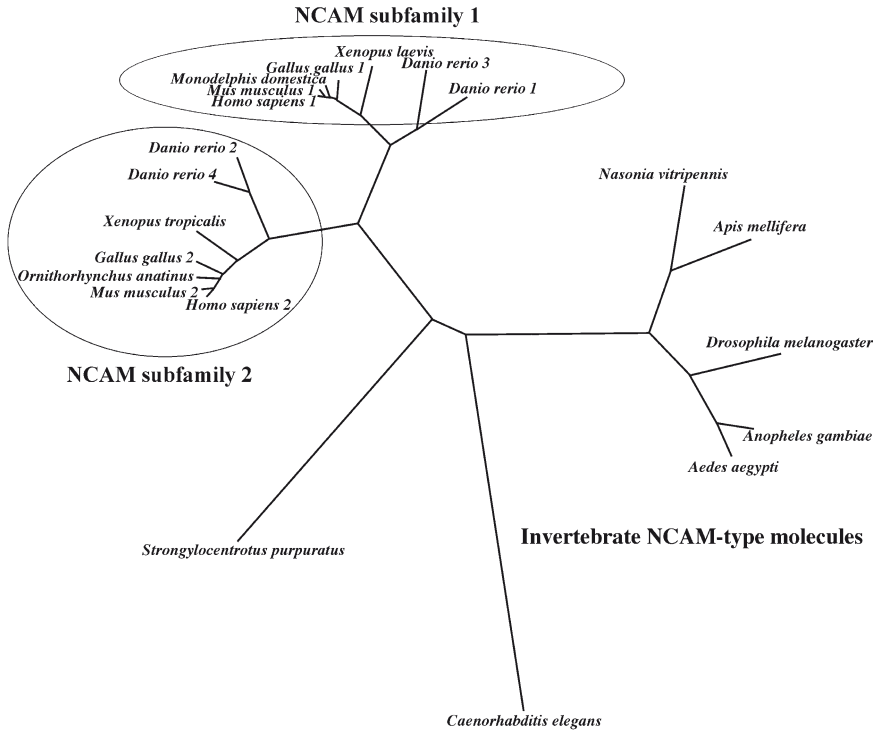 NCAM subfamily 1
Xenopus laevis
Danio rerio 3
Gallus gallus 1
Monodelphis domestica
Mus musculus 1
Homo sapiens 1
Danio rerio 1
Danio rerio 2
Danio rerio 4
Xenopus tropicalis
Gallus gallus 2
Ornithorhynchus anatinus
Mus musculus 2
Homo sapiens 2
NCAM subfamily 2
Nasonia vitripennis
Apis mellifera
Drosophila melanogaster
Anopheles gambiae
Aedes aegypti
Invertebrate NCAM-type molecules
Strongylocentrotus purpuratus
Caenorhabditis elegans